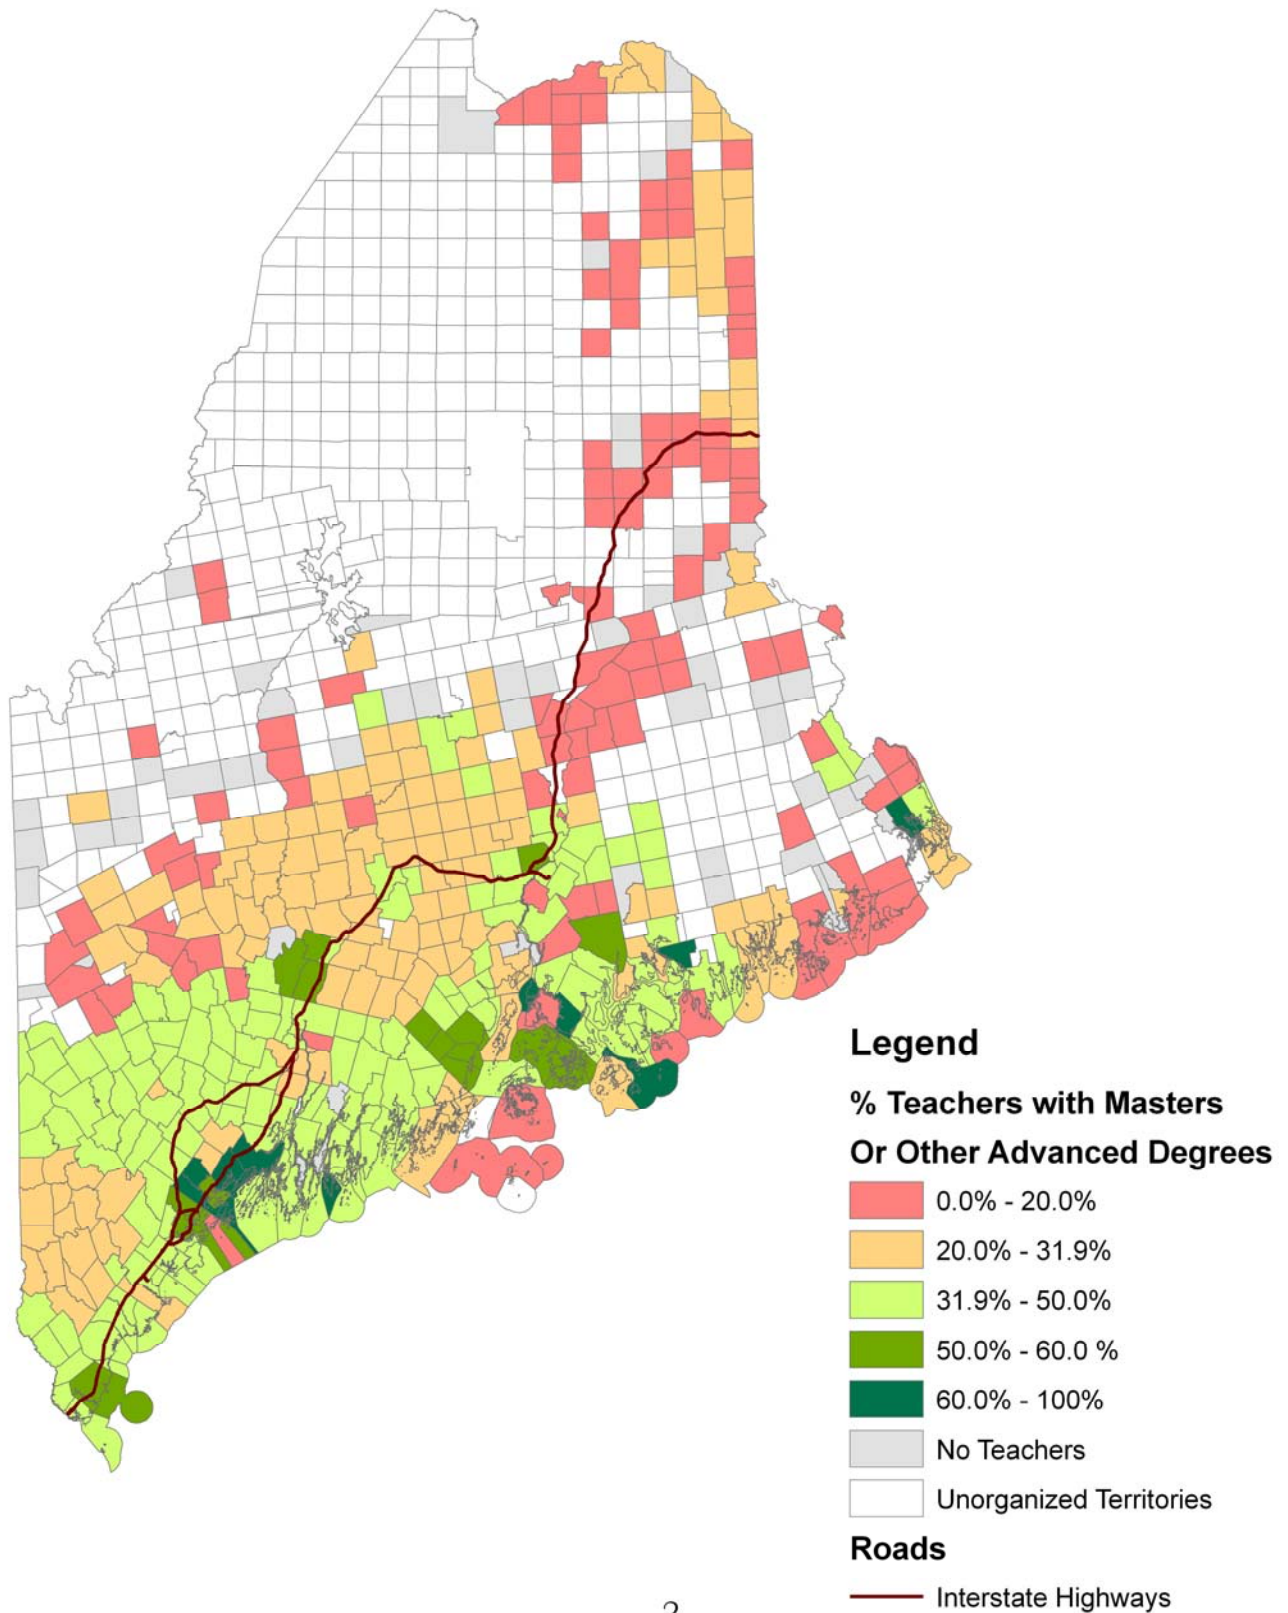 Legend
% Teachers with Masters
Or Other Advanced Degrees
0.0% - 20.0%
20.0% - 31.9%
31.9% - 50.0%
50.0% - 60.0 %
60.0% - 100%
No Teachers
Unorganized Territories
Roads
Interstate Highways